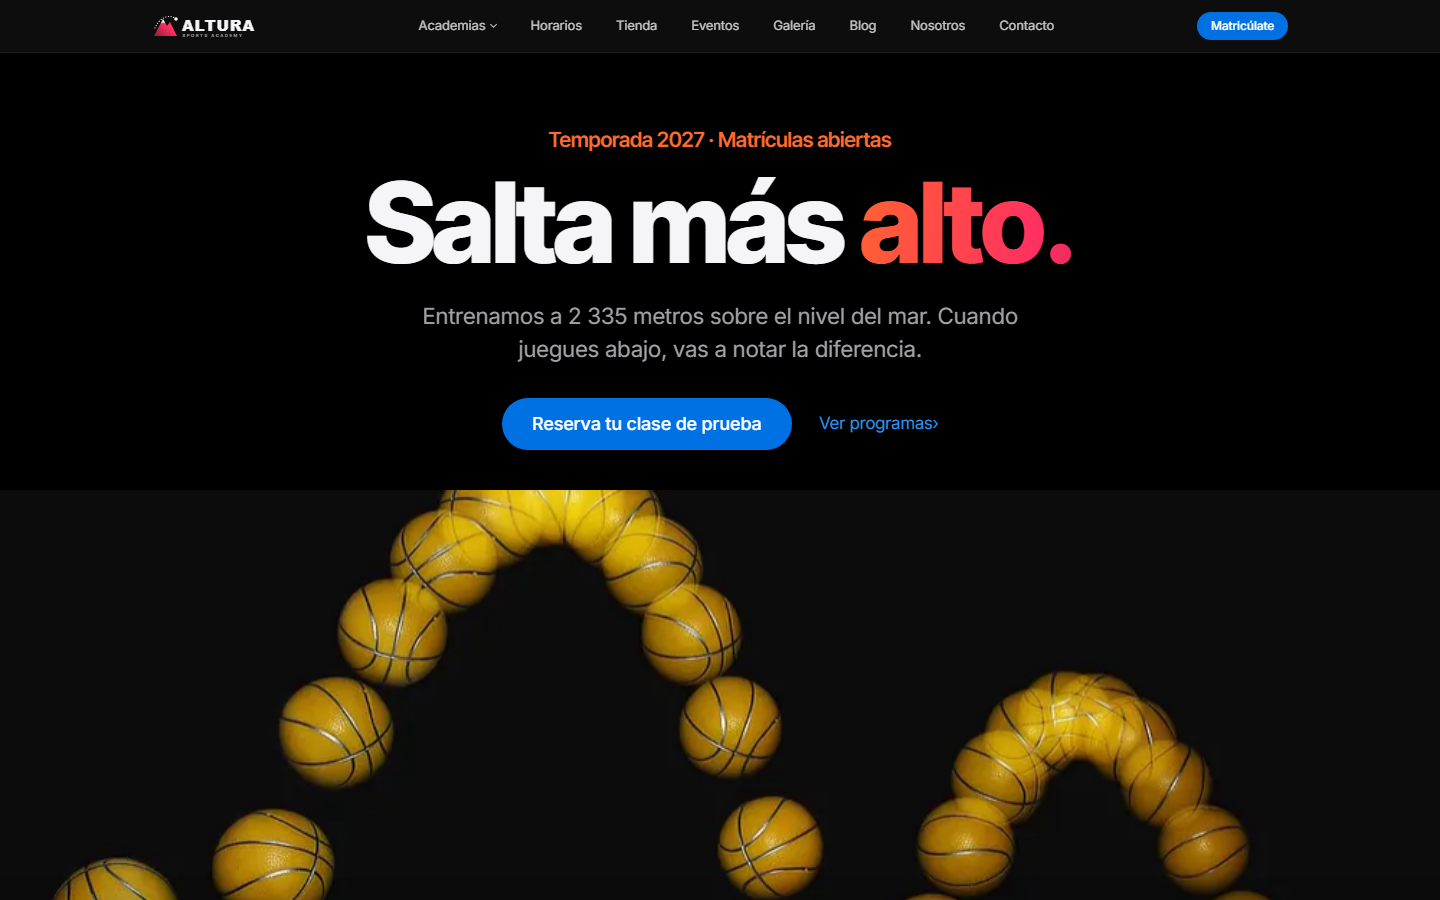 ALTURA
SPORTS ACADEMY
Academias
Horarios
Tienda
Eventos
Galería
Blog
Nosotros
Contacto
Matricúlate
Temporada 2027 · Matrículas abiertas
Salta más alto.
Entrenamos a 2 335 metros sobre el nivel del mar. Cuando
juegues abajo, vas a notar la diferencia.
Reserva tu clase de prueba
Ver programas›